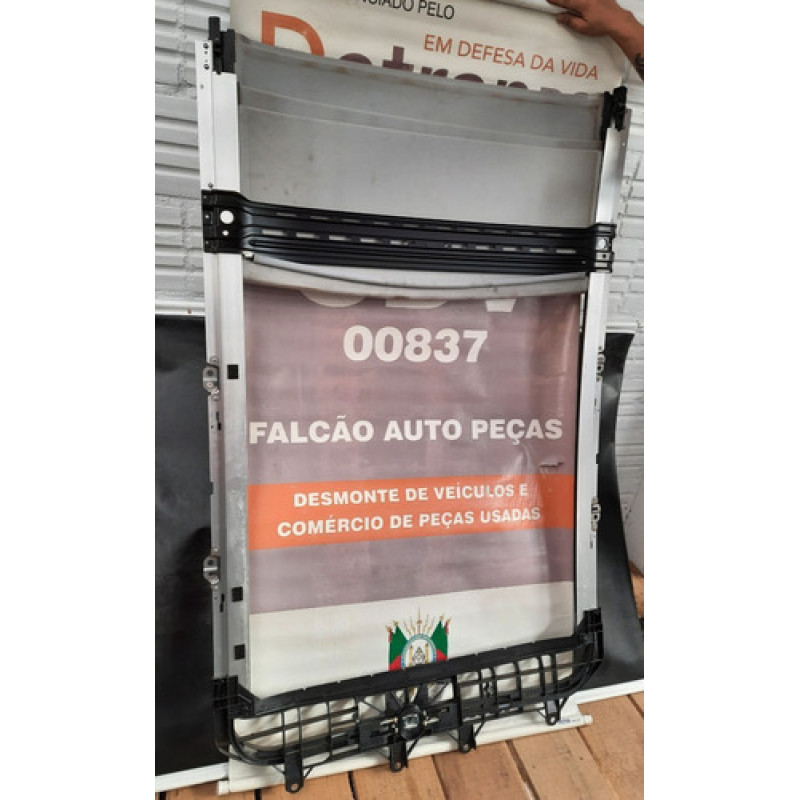 EM DEFESA DA VIDA
00837
FALCÃO AUTO PEÇAS
DESMONTE DE VEÍCULOS E
COMÉRCIO DE PEÇAS USADAS